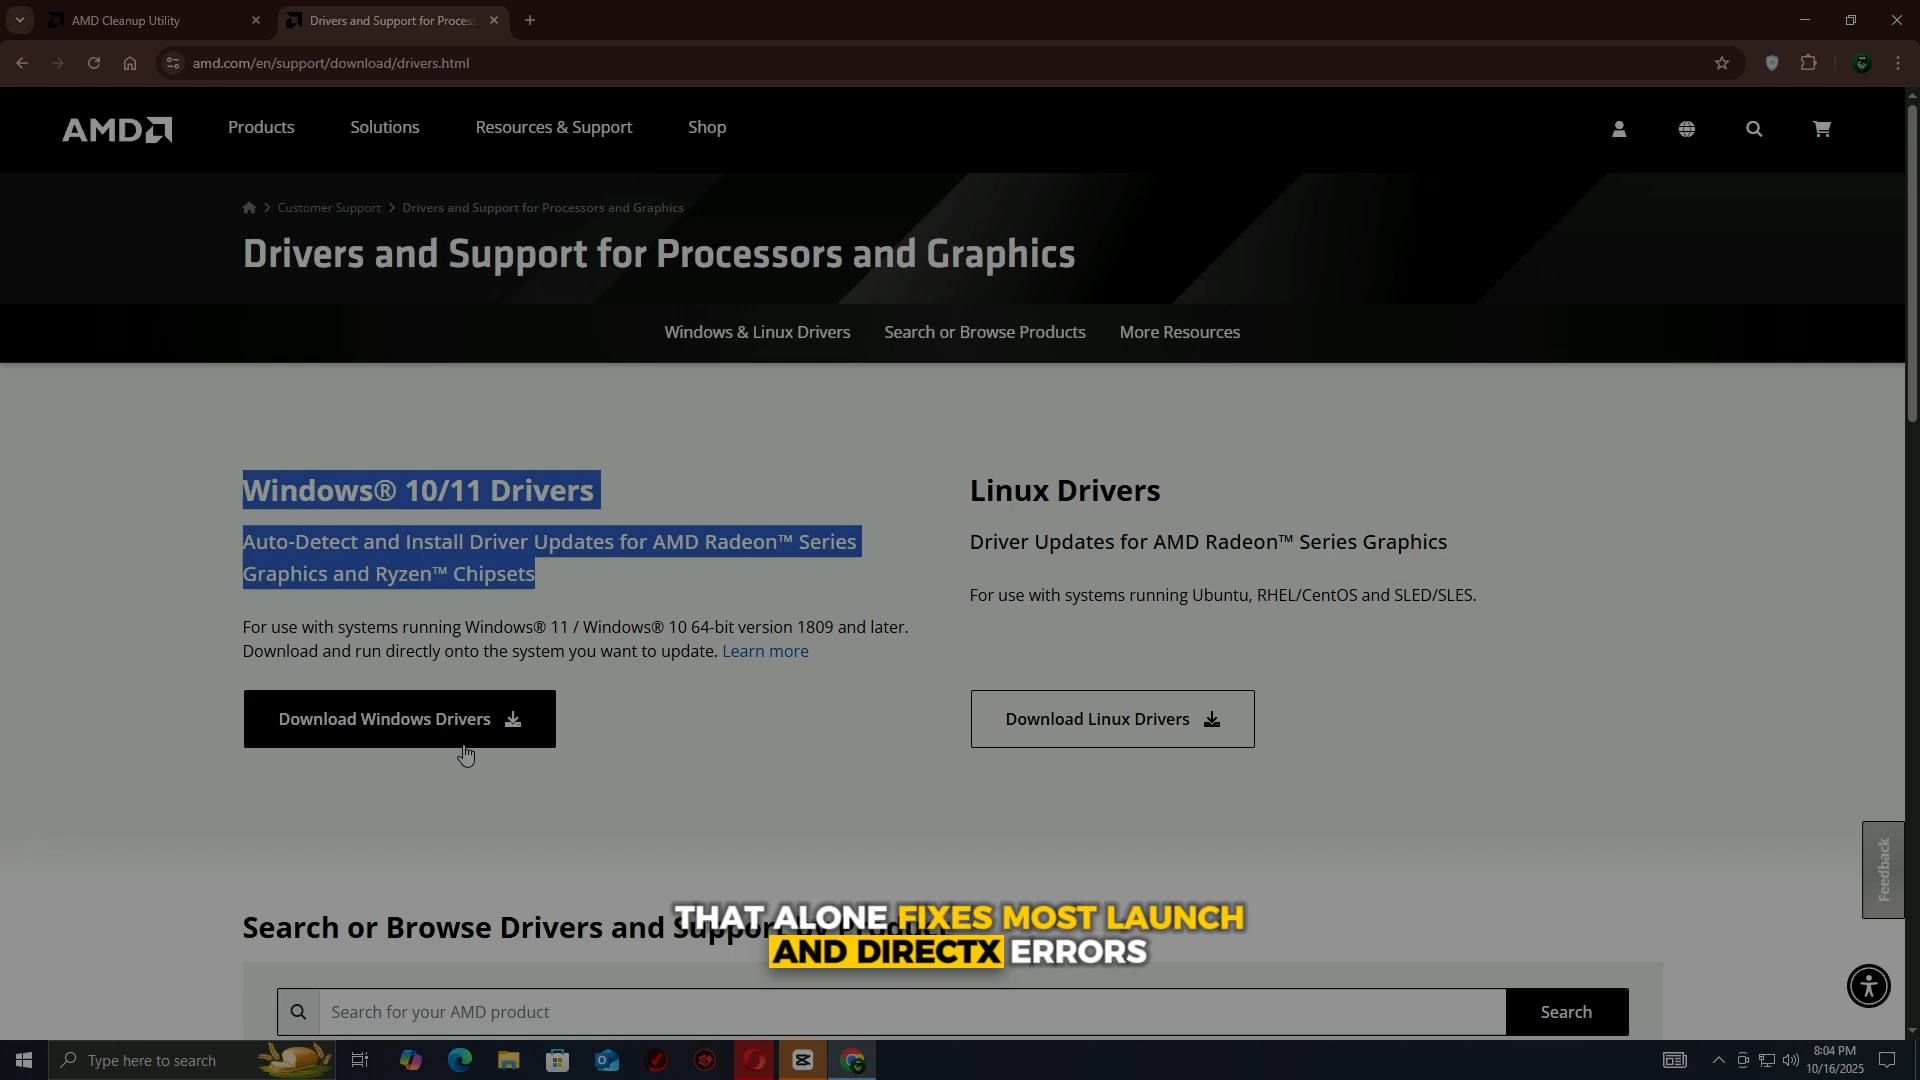 AMD Cleanup Utility
Drivers and Support for Proces
amd.com/en/support/download/drivers.html
AMD
Products
Solutions
Resources & Support
Shop
Customer Support
Drivers and Support for Processors and Graphics
Drivers and Support for Processors and Graphics
Windows & Linux Drivers
Search or Browse Products
More Resources
Windows® 10/11 Drivers
Auto-Detect and Install Driver Updates for AMD Radeon™ Series
Graphics and Ryzen™ Chipsets
For use with systems running Windows® 11 / Windows® 10 64-bit version 1809 and later.
Download and run directly onto the system you want to update. Learn more
Download Windows Drivers
Linux Drivers
Driver Updates for AMD Radeon™ Series Graphics
For use with systems running Ubuntu, RHEL/CentOS and SLED/SLES.
Download Linux Drivers
Feedback
Search or Browse Drivers and Support by Product
THAT ALONE FIXES MOST LAUNCH
AND DIRECTX ERRORS
Search for your AMD product
Search
Type here to search
8:04 PM
10/16/2025